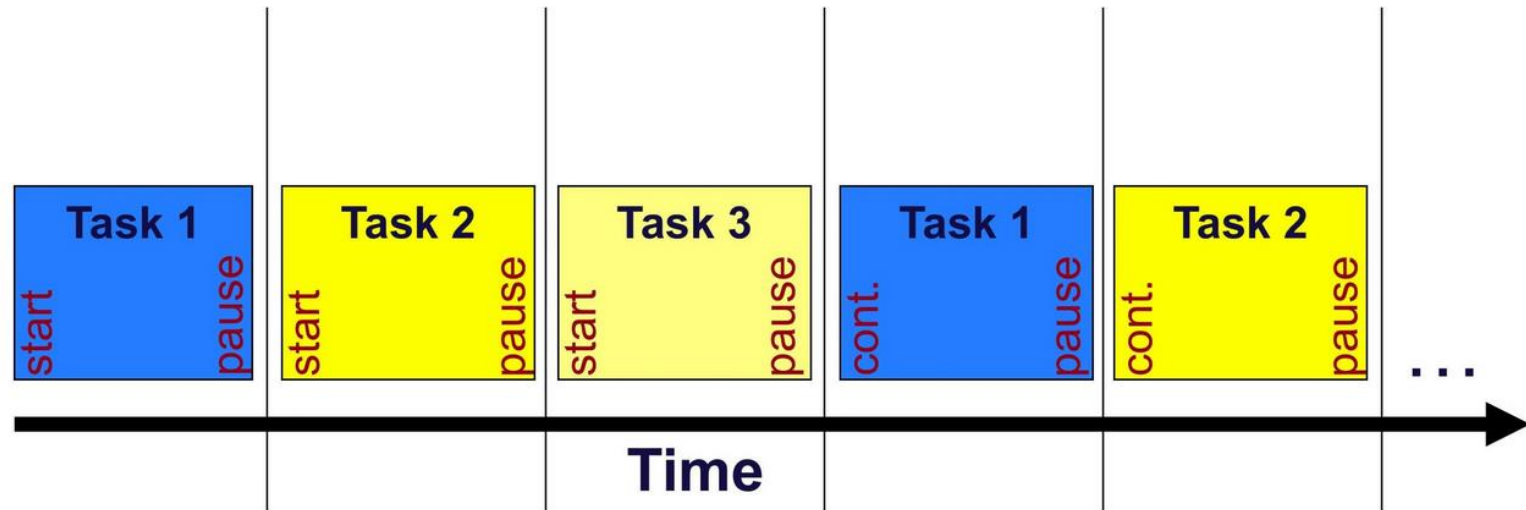 Task 1
start
pause
Task 2
start
pause
Task 3
start
pause
Task 1
cont.
pause
Task 2
cont.
pause
...
Time